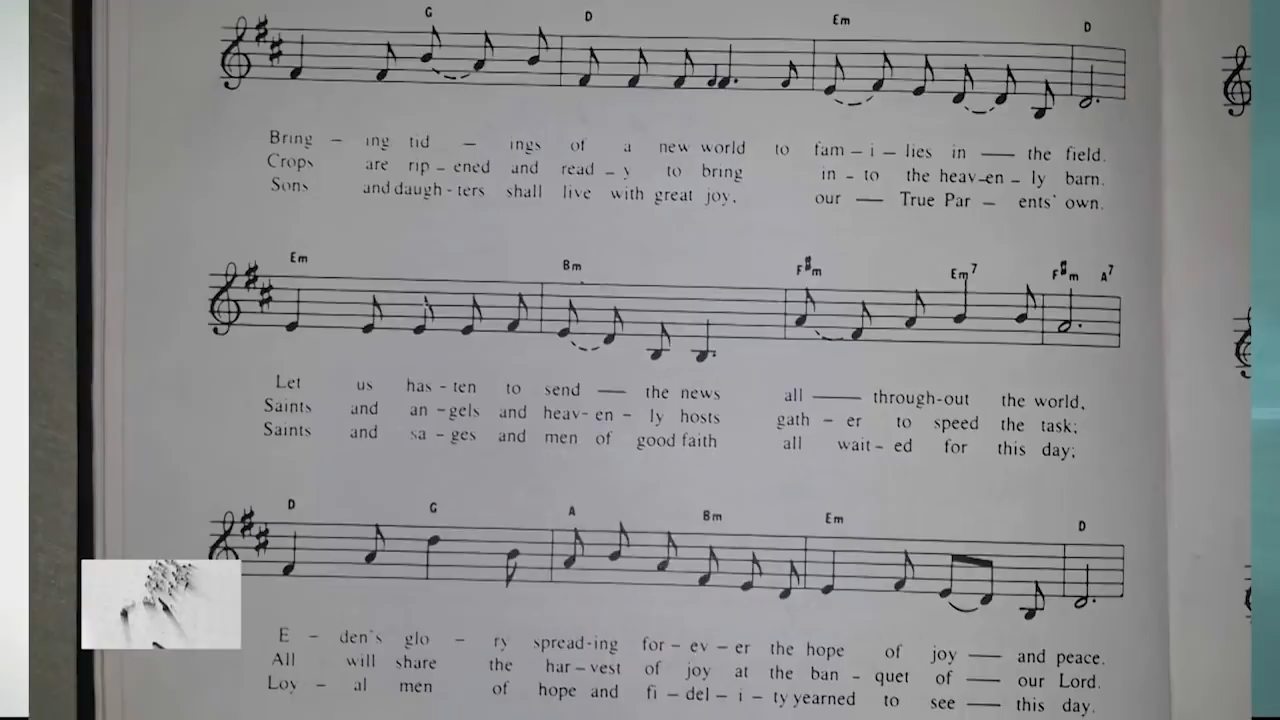 G D Em D
Bring – ing tid – ings of a new world to fam – i – lies in — the field.
Crops are rip – ened and read – y to bring in – to the heav – en – ly barn.
Sons and daugh - ters shall live with great joy, our — True Par – ents' own.
Em Bm F#m Em7 F#m A7
Let us has - ten to send — the news all — through-out the world,
Saints and an - gels and heav - en - ly hosts gath – er to speed the task;
Saints and sa – ges and men of good faith all wait – ed for this day;
D G A Bm Em D
E – den's glo – ry spread-ing for – ev – er the hope of joy — and peace.
All will share the har – vest of joy at the ban - quet of — our Lord.
Loy – al men of hope and fi – del – i – ty yearned to see — this day.